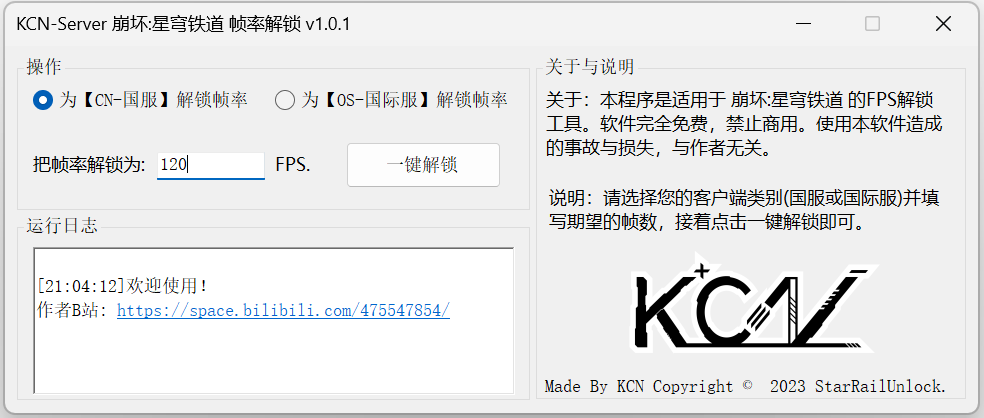 KCN-Server 崩坏:星穹铁道 帧率解锁 v1.0.1
操作
为【CN-国服】解锁帧率 为【OS-国际服】解锁帧率
把帧率解锁为: 120 FPS. 一键解锁
运行日志
[21:04:12]欢迎使用!
作者B站: https://space.bilibili.com/475547854/
关于与说明
关于：本程序是适用于 崩坏:星穹铁道 的FPS解锁
工具。软件完全免费，禁止商用。使用本软件造成
的事故与损失，与作者无关。
说明：请选择您的客户端类别(国服或国际服)并填
写期望的帧数，接着点击一键解锁即可。
KCN
Made By KCN Copyright © 2023 StarRailUnlock.